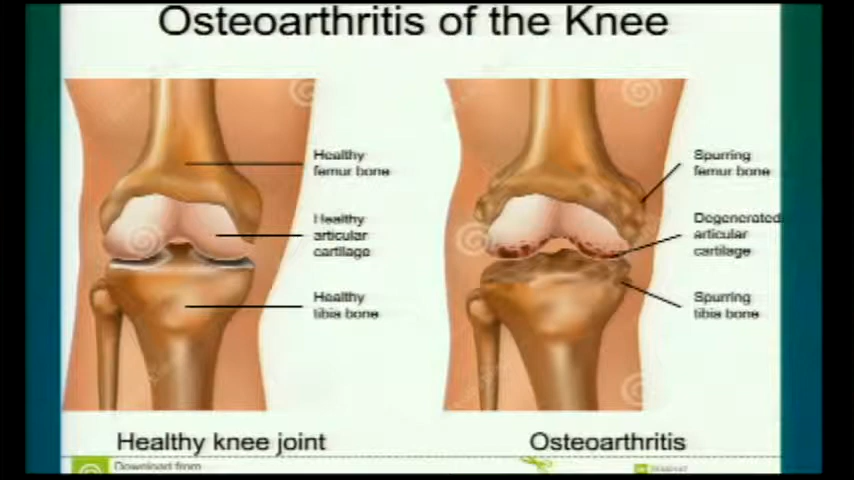 Osteoarthritis of the Knee
Healthy
femur bone
Healthy
articular
cartilage
Healthy
tibia bone
Spurring
femur bone
Degenerated
articular
cartilage
Spurring
tibia bone
Healthy knee joint
Osteoarthritis
Download from